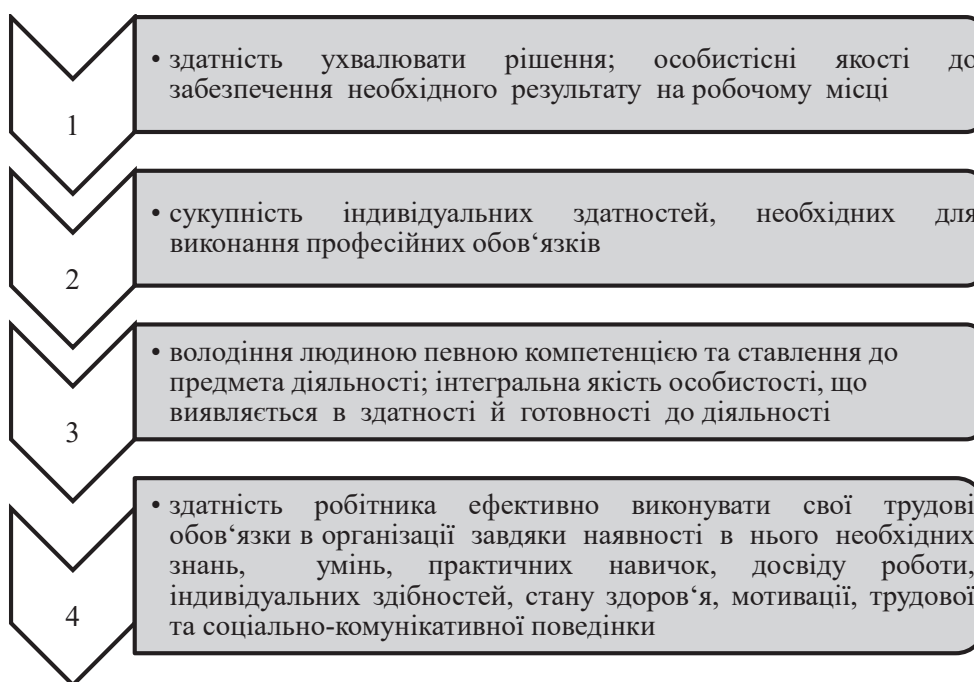 • здатність ухвалювати рішення; особистісні якості до
забезпечення необхідного результату на робочому місці
1
• сукупність індивідуальних здатностей, необхідних для
виконання професійних обов‘язків
2
• володіння людиною певною компетенцією та ставлення до
предмета діяльності; інтегральна якість особистості, що
виявляється в здатності й готовності до діяльності
3
• здатність робітника ефективно виконувати свої трудові
обов‘язки в організації завдяки наявності в нього необхідних
знань, умінь, практичних навичок, досвіду роботи,
індивідуальних здібностей, стану здоров‘я, мотивації, трудової
та соціально-комунікативної поведінки
4